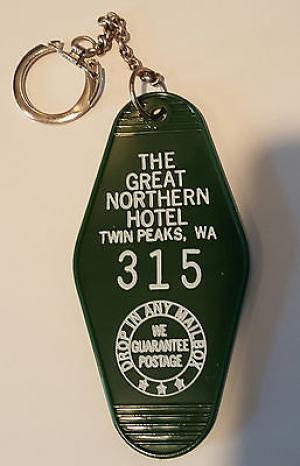 THE
GREAT
NORTHERN
HOTEL
TWIN PEAKS, WA
315
DROP IN ANY MAILBOX
WE
GUARANTEE
POSTAGE